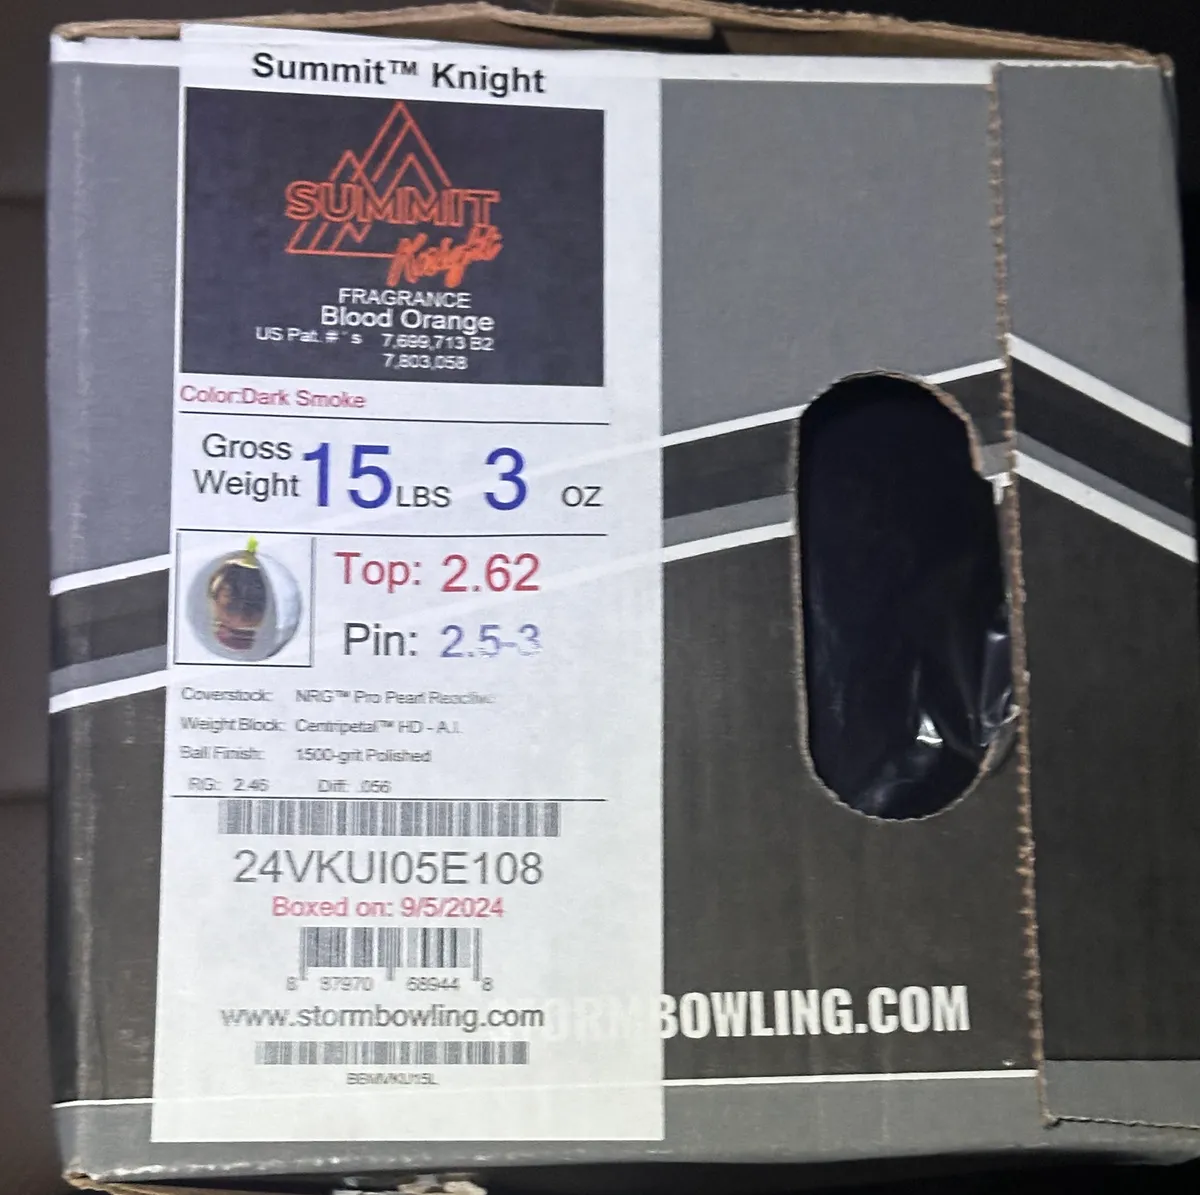 Summit™ Knight
SUMMIT
Knight
FRAGRANCE
Blood Orange
US Pat. #`s 7,699,713 B2
7,803,058
Color:Dark Smoke
Gross Weight 15 LBS 3 OZ
Top: 2.62
Pin: 2.5-3
Coverstock: NRG™ Pro Pearl Reactive
Weight Block: Centripetal™ HD - A.I.
Ball Finish: 1500-grit Polished
RG: 2.46 Diff: .056
24VKUI05E108
Boxed on: 9/5/2024
8 97970 68944 8
www.stormbowling.com
STORMBOWLING.COM
BBMVKU15L